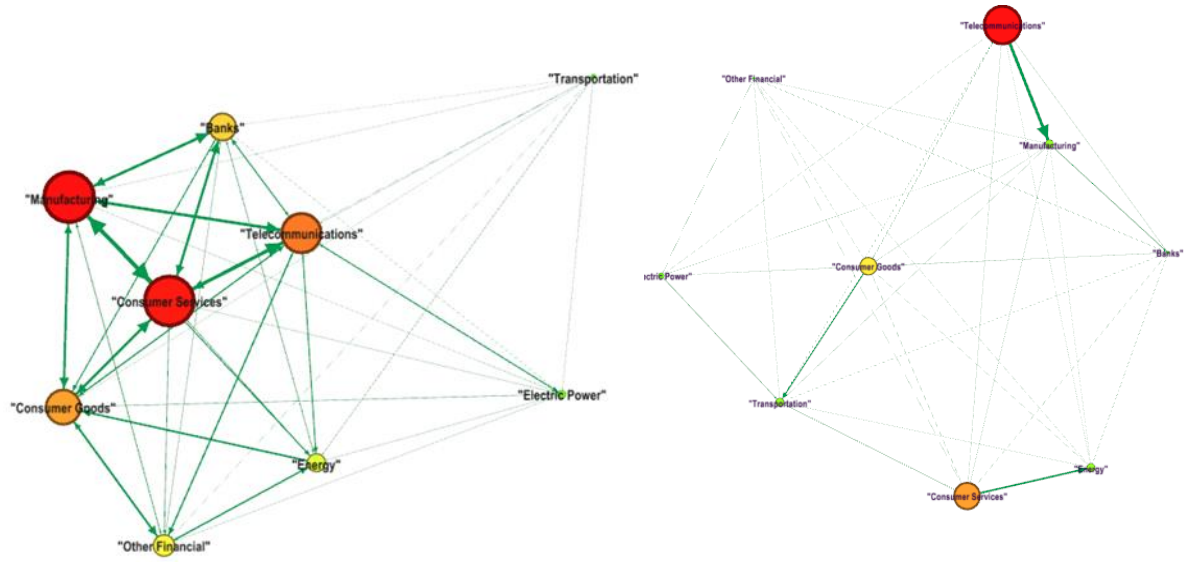 "Transportation"
"Banks"
"Manufacturing"
"Telecommunications"
"Consumer Services"
"Consumer Goods"
"Electric Power"
"Energy"
"Other Financial"
"Telecommunications"
"Other Financial"
"Manufacturing"
"Banks"
"Consumer Goods"
ctric Power"
"Transportation"
"Energy"
"Consumer Services"